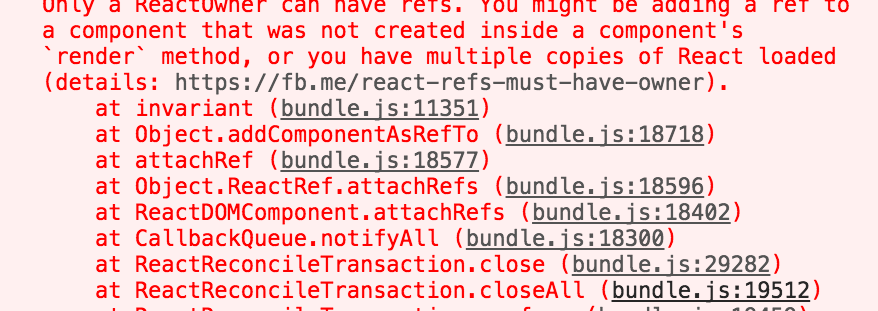 Only a ReactOwner can have refs. You might be adding a ref to
a component that was not created inside a component's
`render` method, or you have multiple copies of React loaded
(details: https://fb.me/react-refs-must-have-owner).
at invariant (bundle.js:11351)
at Object.addComponentAsRefTo (bundle.js:18718)
at attachRef (bundle.js:18577)
at Object.ReactRef.attachRefs (bundle.js:18596)
at ReactDOMComponent.attachRefs (bundle.js:18402)
at CallbackQueue.notifyAll (bundle.js:18300)
at ReactReconcileTransaction.close (bundle.js:29282)
at ReactReconcileTransaction.closeAll (bundle.js:19512)